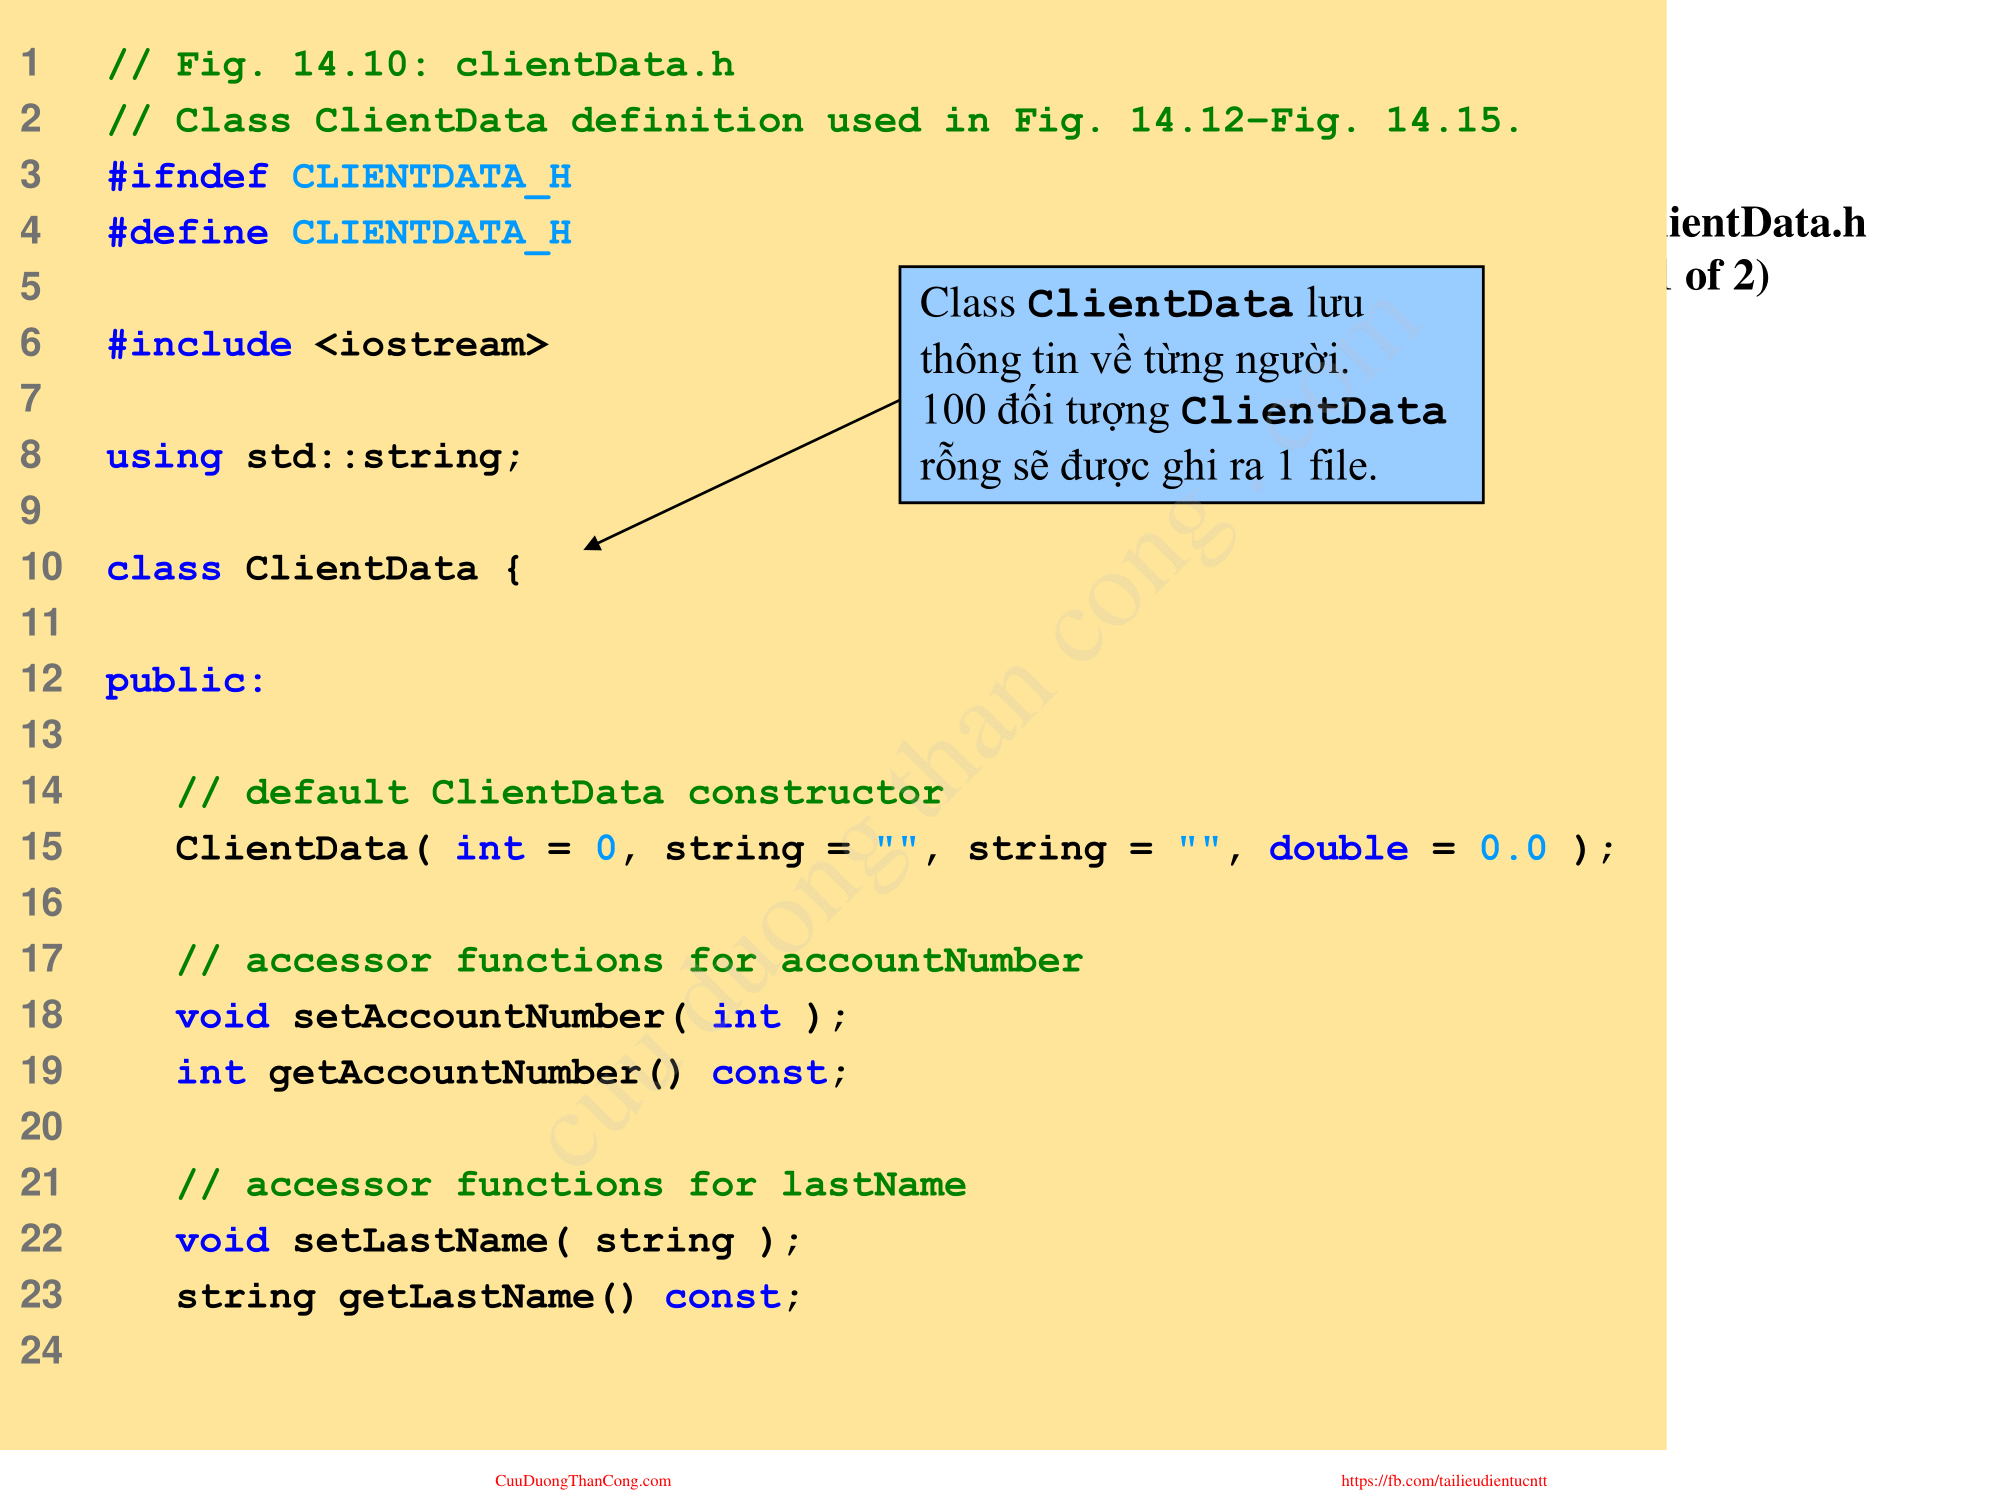 1 // Fig. 14.10: clientData.h
2 // Class ClientData definition used in Fig. 14.12–Fig. 14.15.
3 #ifndef CLIENTDATA_H
4 #define CLIENTDATA_H
5
6 #include <iostream>
7
8 using std::string;
9
10 class ClientData {
11
12 public:
13
14 // default ClientData constructor
15 ClientData( int = 0, string = "", string = "", double = 0.0 );
16
17 // accessor functions for accountNumber
18 void setAccountNumber( int );
19 int getAccountNumber() const;
20
21 // accessor functions for lastName
22 void setLastName( string );
23 string getLastName() const;
24
Class ClientData lưu
thông tin về từng người.
100 đối tượng ClientData
rỗng sẽ được ghi ra 1 file.
ientData.h
of 2)
cuu duong than cong . com
CuuDuongThanCong.com
https://fb.com/tailieudientucntt